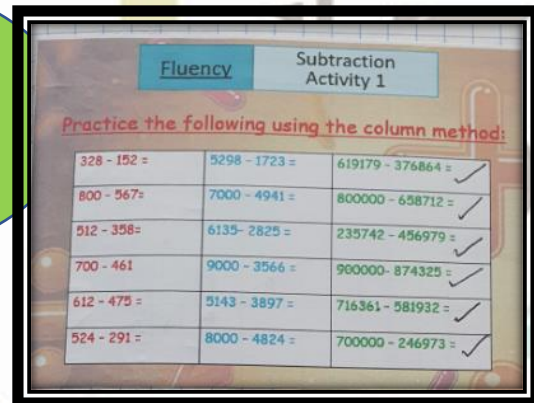 Fluency
Subtraction
Activity 1
Practice the following using the column method:
328 - 152 =
5298 - 1723 =
619179 - 376864 =
800 - 567=
7000 - 4941 =
800000 - 658712 =
512 - 358=
6135- 2825 =
235742 - 456979 =
700 - 461
9000 - 3566 =
900000- 874325 =
612 - 475 =
5143 - 3897 =
716361 - 581932 =
524 - 291 =
8000 - 4824 =
700000 - 246973 =